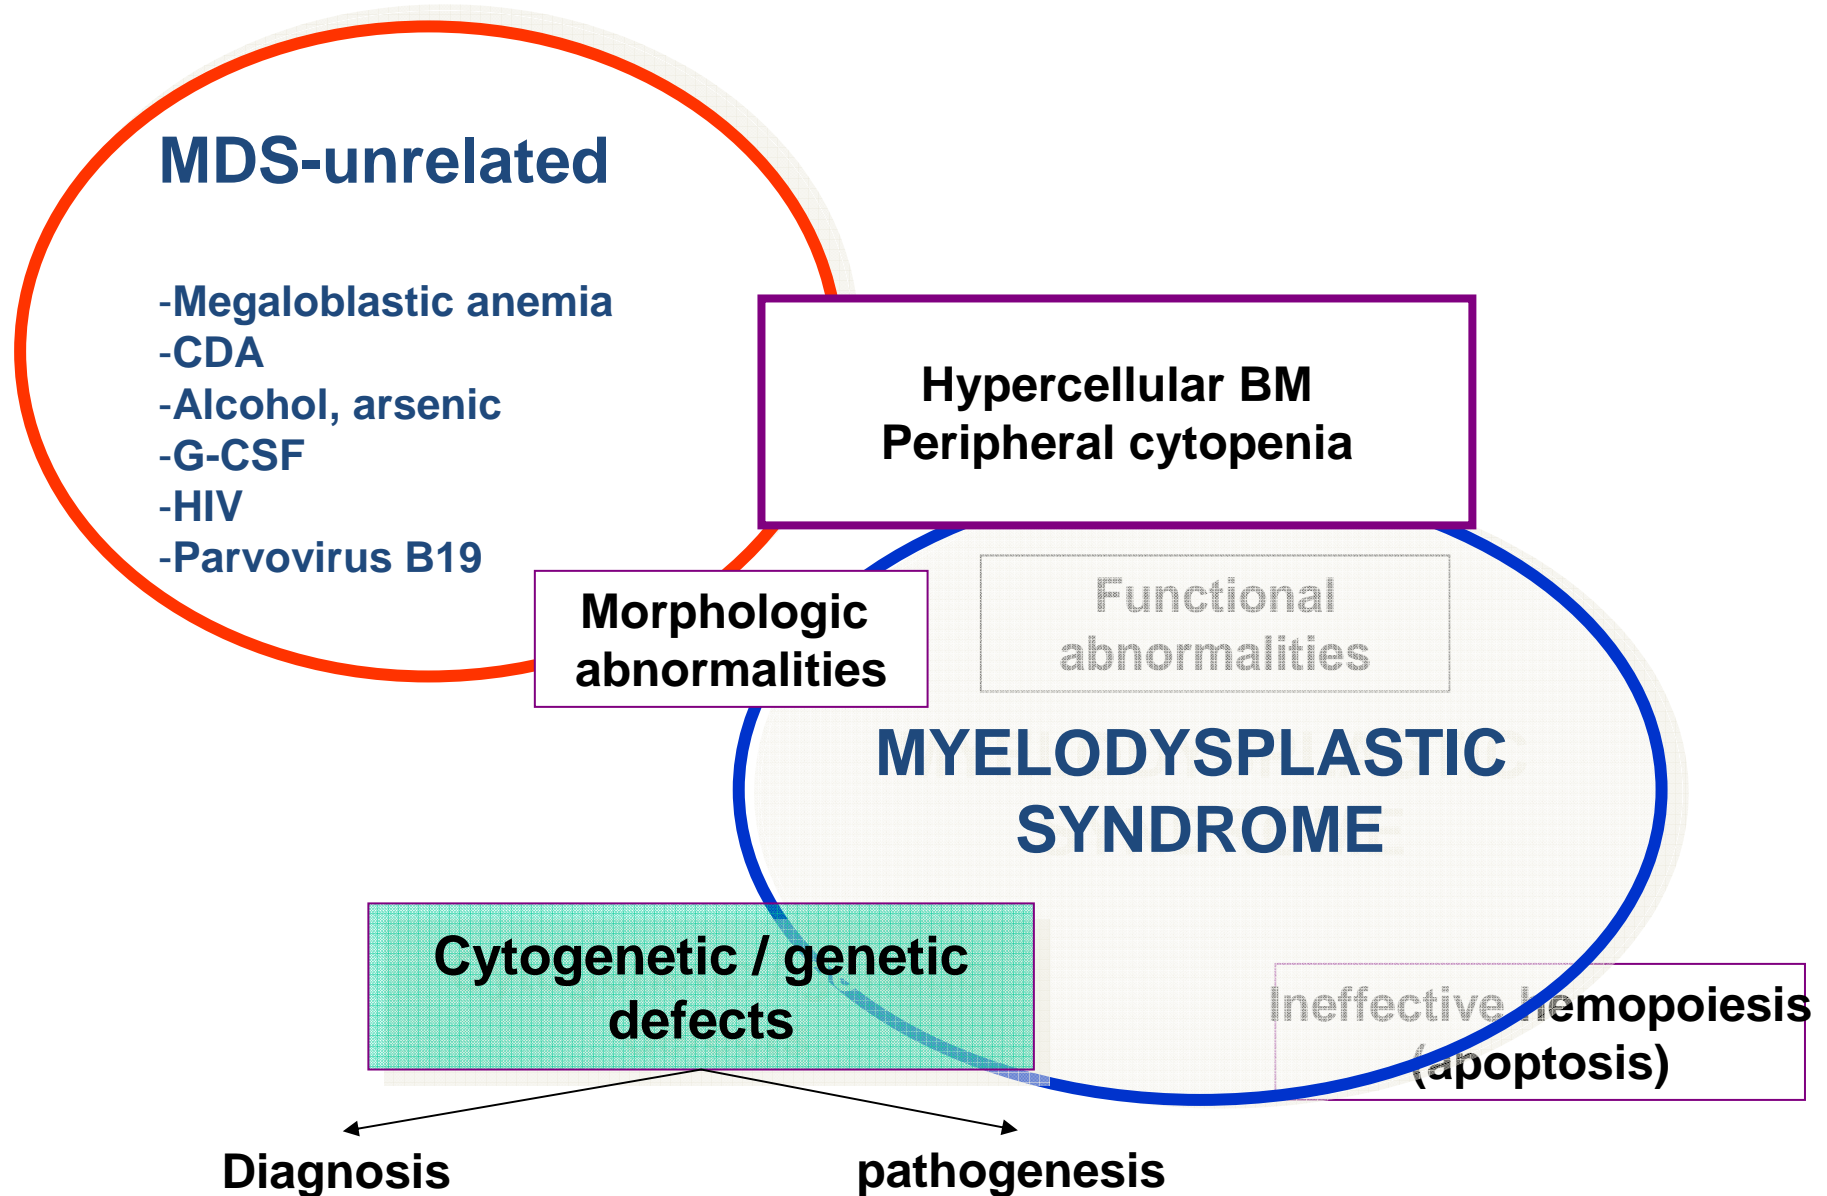 MDS-unrelated
-Megaloblastic anemia
-CDA
-Alcohol, arsenic
-G-CSF
-HIV
-Parvovirus B19
Hypercellular BM
Peripheral cytopenia
Morphologic
abnormalities
Functional
abnormalities
MYELODYSPLASTIC
SYNDROME
Cytogenetic / genetic
defects
Ineffective hemopoiesis
(apoptosis)
Diagnosis
pathogenesis